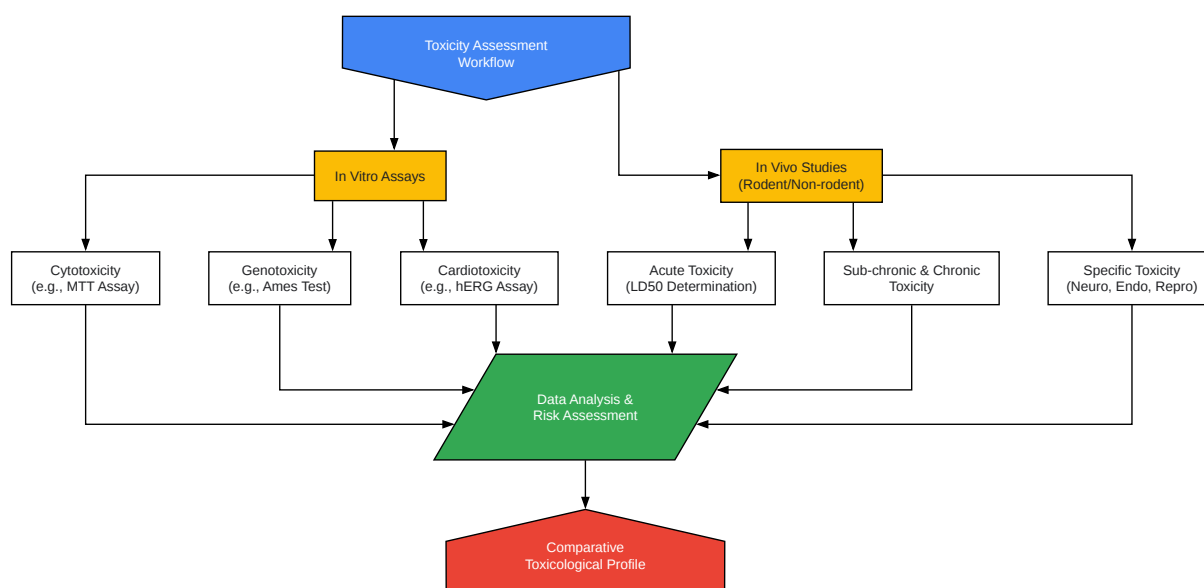 Toxicity Assessment
Workflow
In Vitro Assays
In Vivo Studies
(Rodent/Non-rodent)
Cytotoxicity
(e.g., MTT Assay)
Genotoxicity
(e.g., Ames Test)
Cardiotoxicity
(e.g., hERG Assay)
Acute Toxicity
(LD50 Determination)
Sub-chronic & Chronic
Toxicity
Specific Toxicity
(Neuro, Endo, Repro)
Data Analysis &
Risk Assessment
Comparative
Toxicological Profile